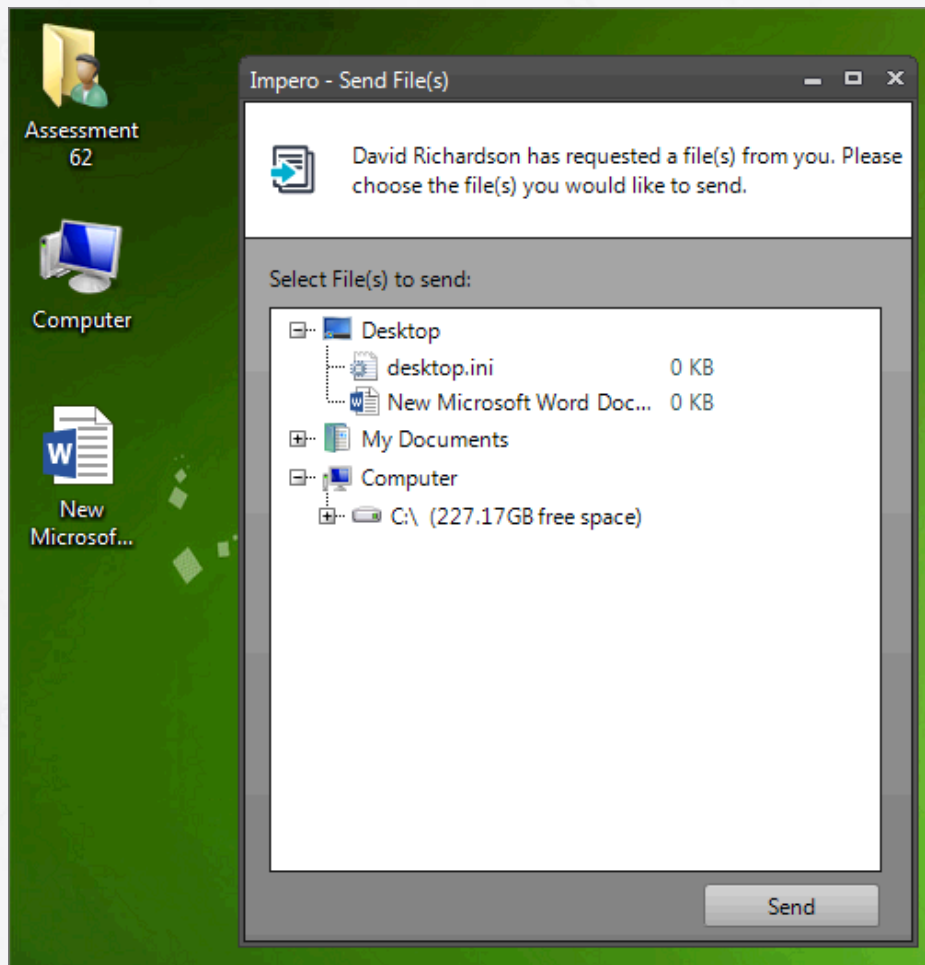 Assessment
62
Computer
W
New
Microsof...
Impero - Send File(s)
David Richardson has requested a file(s) from you. Please
choose the file(s) you would like to send.
Select File(s) to send:
Desktop
desktop.ini 0 KB
New Microsoft Word Doc... 0 KB
My Documents
Computer
C:\ (227.17GB free space)
Send